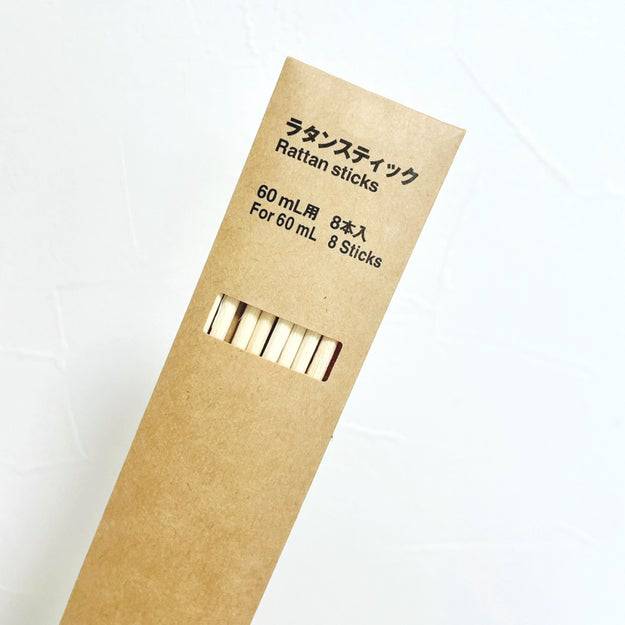 ラタンスティック
Rattan sticks
60 mL用 8本入
For 60 mL 8 Sticks